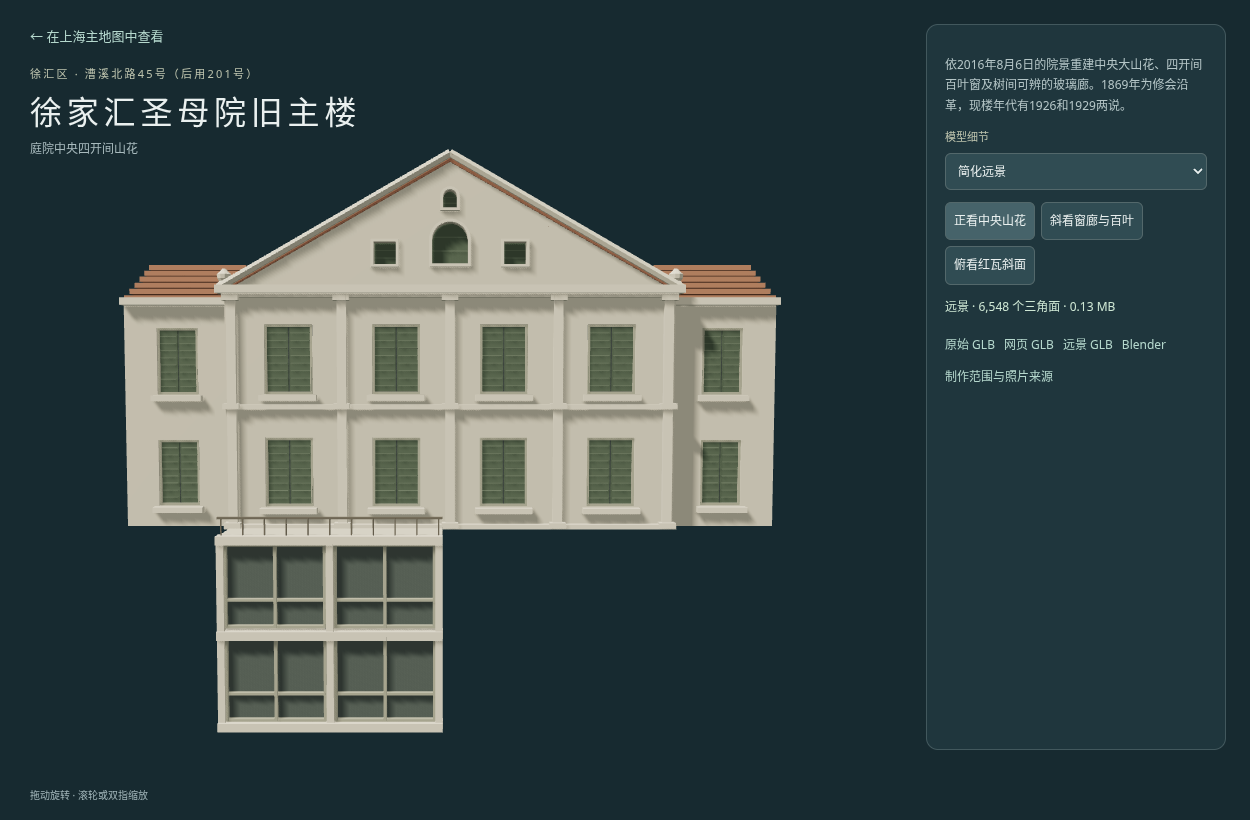 ← 在上海主地图中查看
徐汇区 · 漕溪北路45号（后用201号）
徐家汇圣母院旧主楼
庭院中央四开间山花
依2016年8月6日的院景重建中央大山花、四开间
百叶窗及树间可辨的玻璃廊。1869年为修会沿
革，现楼年代有1926和1929两说。
模型细节
简化远景
正看中央山花 斜看窗廊与百叶
俯看红瓦斜面
远景 · 6,548 个三角面 · 0.13 MB
原始 GLB 网页 GLB 远景 GLB Blender
制作范围与照片来源
拖动旋转 · 滚轮或双指缩放